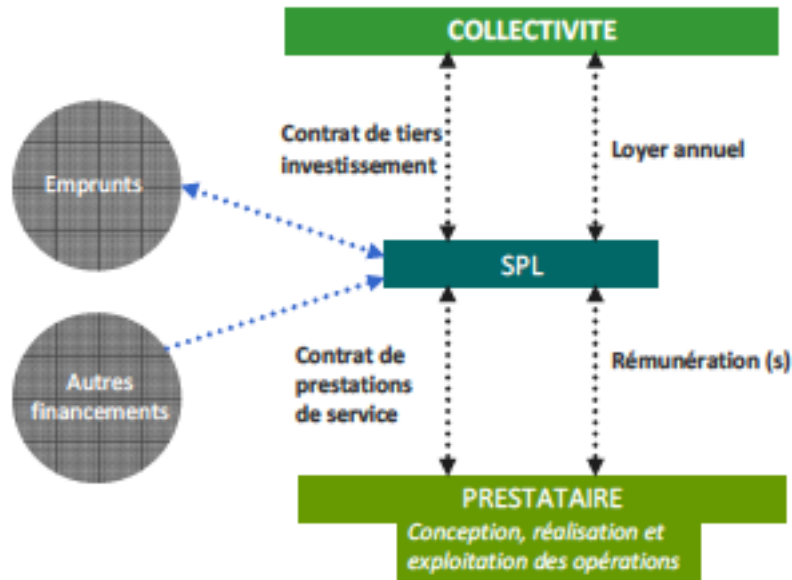 COLLECTIVITE
Contrat de tiers
investissement
Loyer annuel
Emprunts
SPL
Contrat de
prestations
de service
Rémunération (s)
Autres
financements
PRESTATAIRE
Conception, réalisation et
exploitation des opérations